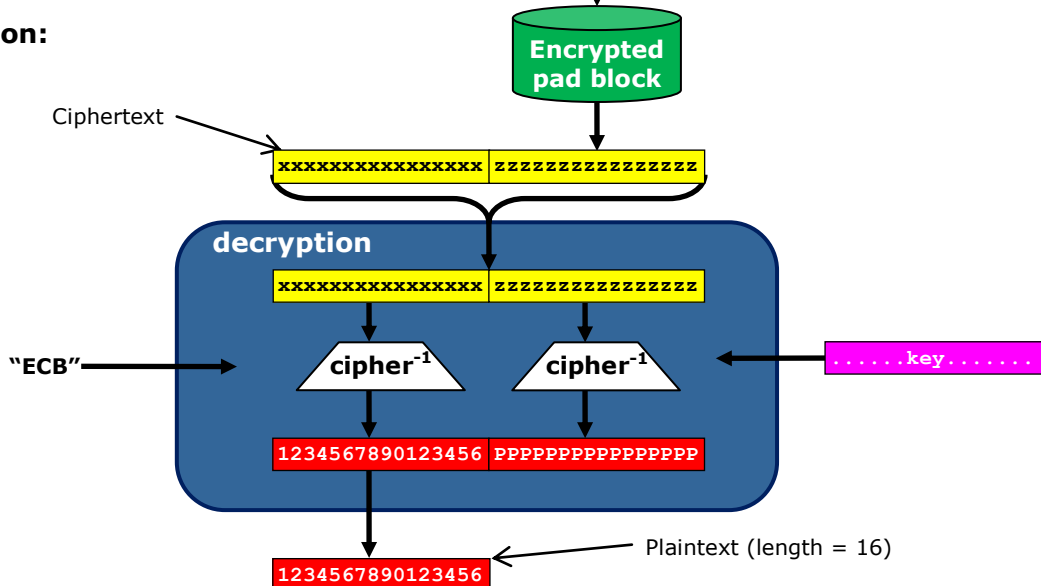 on:
Encrypted
pad block
Ciphertext
xxxxxxxxxxxxxxxx zzzzzzzzzzzzzzzz
decryption
xxxxxxxxxxxxxxxx zzzzzzzzzzzzzzzz
“ECB”
cipher-1 cipher-1
......key.......
1234567890123456 PPPPPPPPPPPPPPPP
Plaintext (length = 16)
1234567890123456